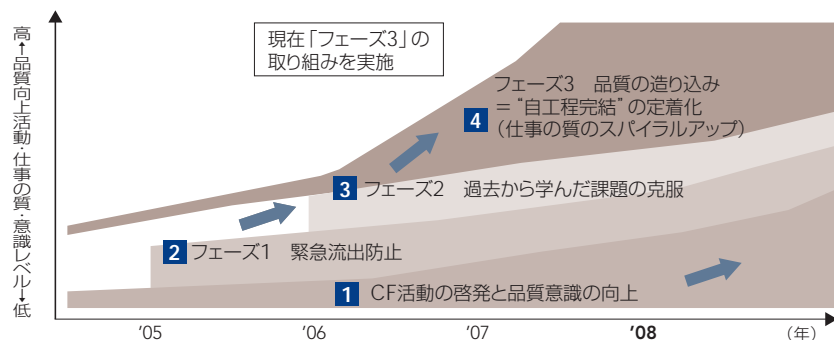 高↑品質向上活動・仕事の質・意識レベル↓低
現在「フェーズ3」の
取り組みを実施
フェーズ3　品質の造り込み
4 ＝“自工程完結”の定着化
（仕事の質のスパイラルアップ）
3 フェーズ2　過去から学んだ課題の克服
2 フェーズ1　緊急流出防止
1 CF活動の啓発と品質意識の向上
’05 ’06 ’07 ’08 （年）